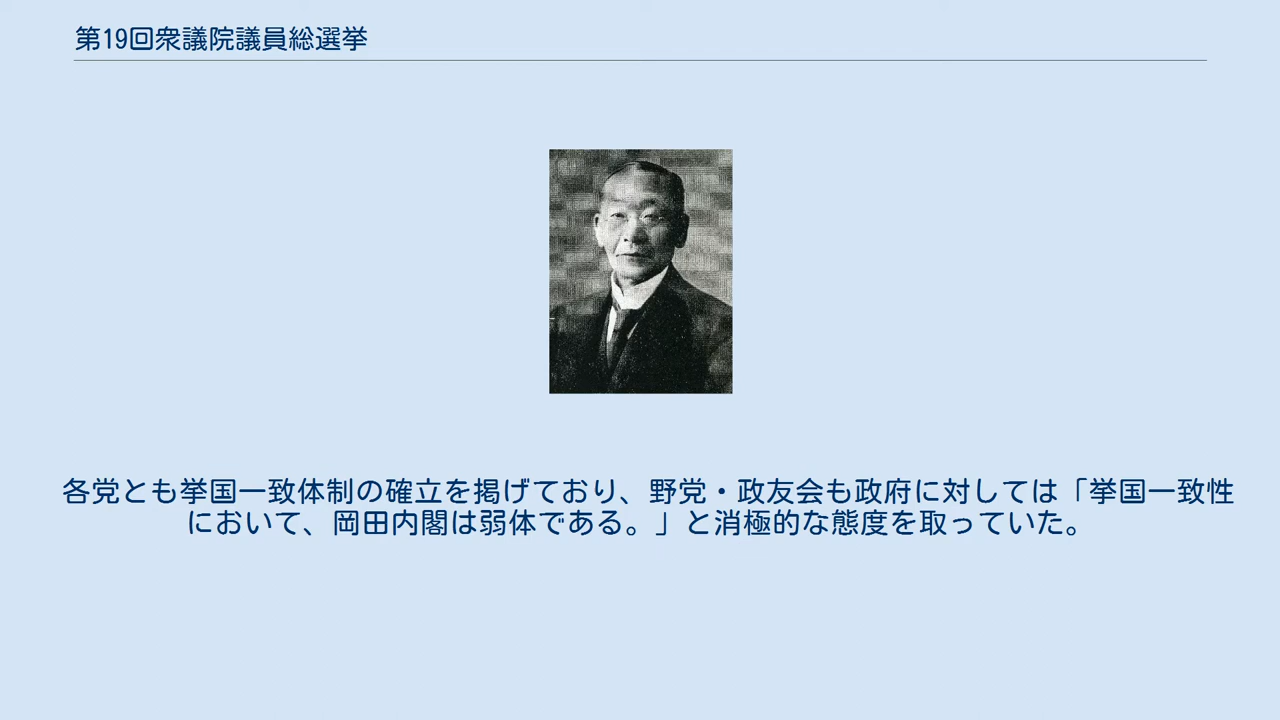 第19回衆議院議員総選挙
各党とも挙国一致体制の確立を掲げており、野党・政友会も政府に対しては「挙国一致性
において、岡田内閣は弱体である。」と消極的な態度を取っていた。